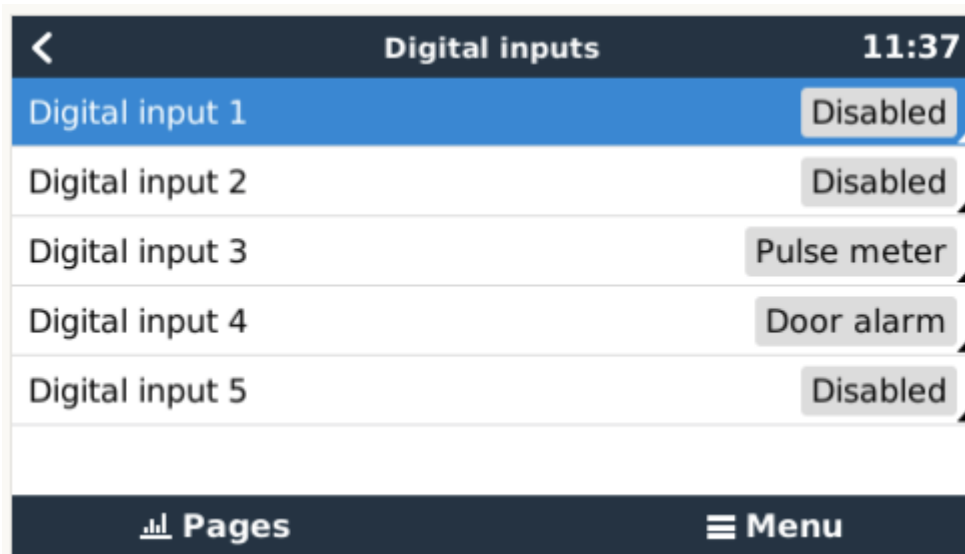 Digital inputs 11:37
Digital input 1 Disabled
Digital input 2 Disabled
Digital input 3 Pulse meter
Digital input 4 Door alarm
Digital input 5 Disabled
Pages Menu